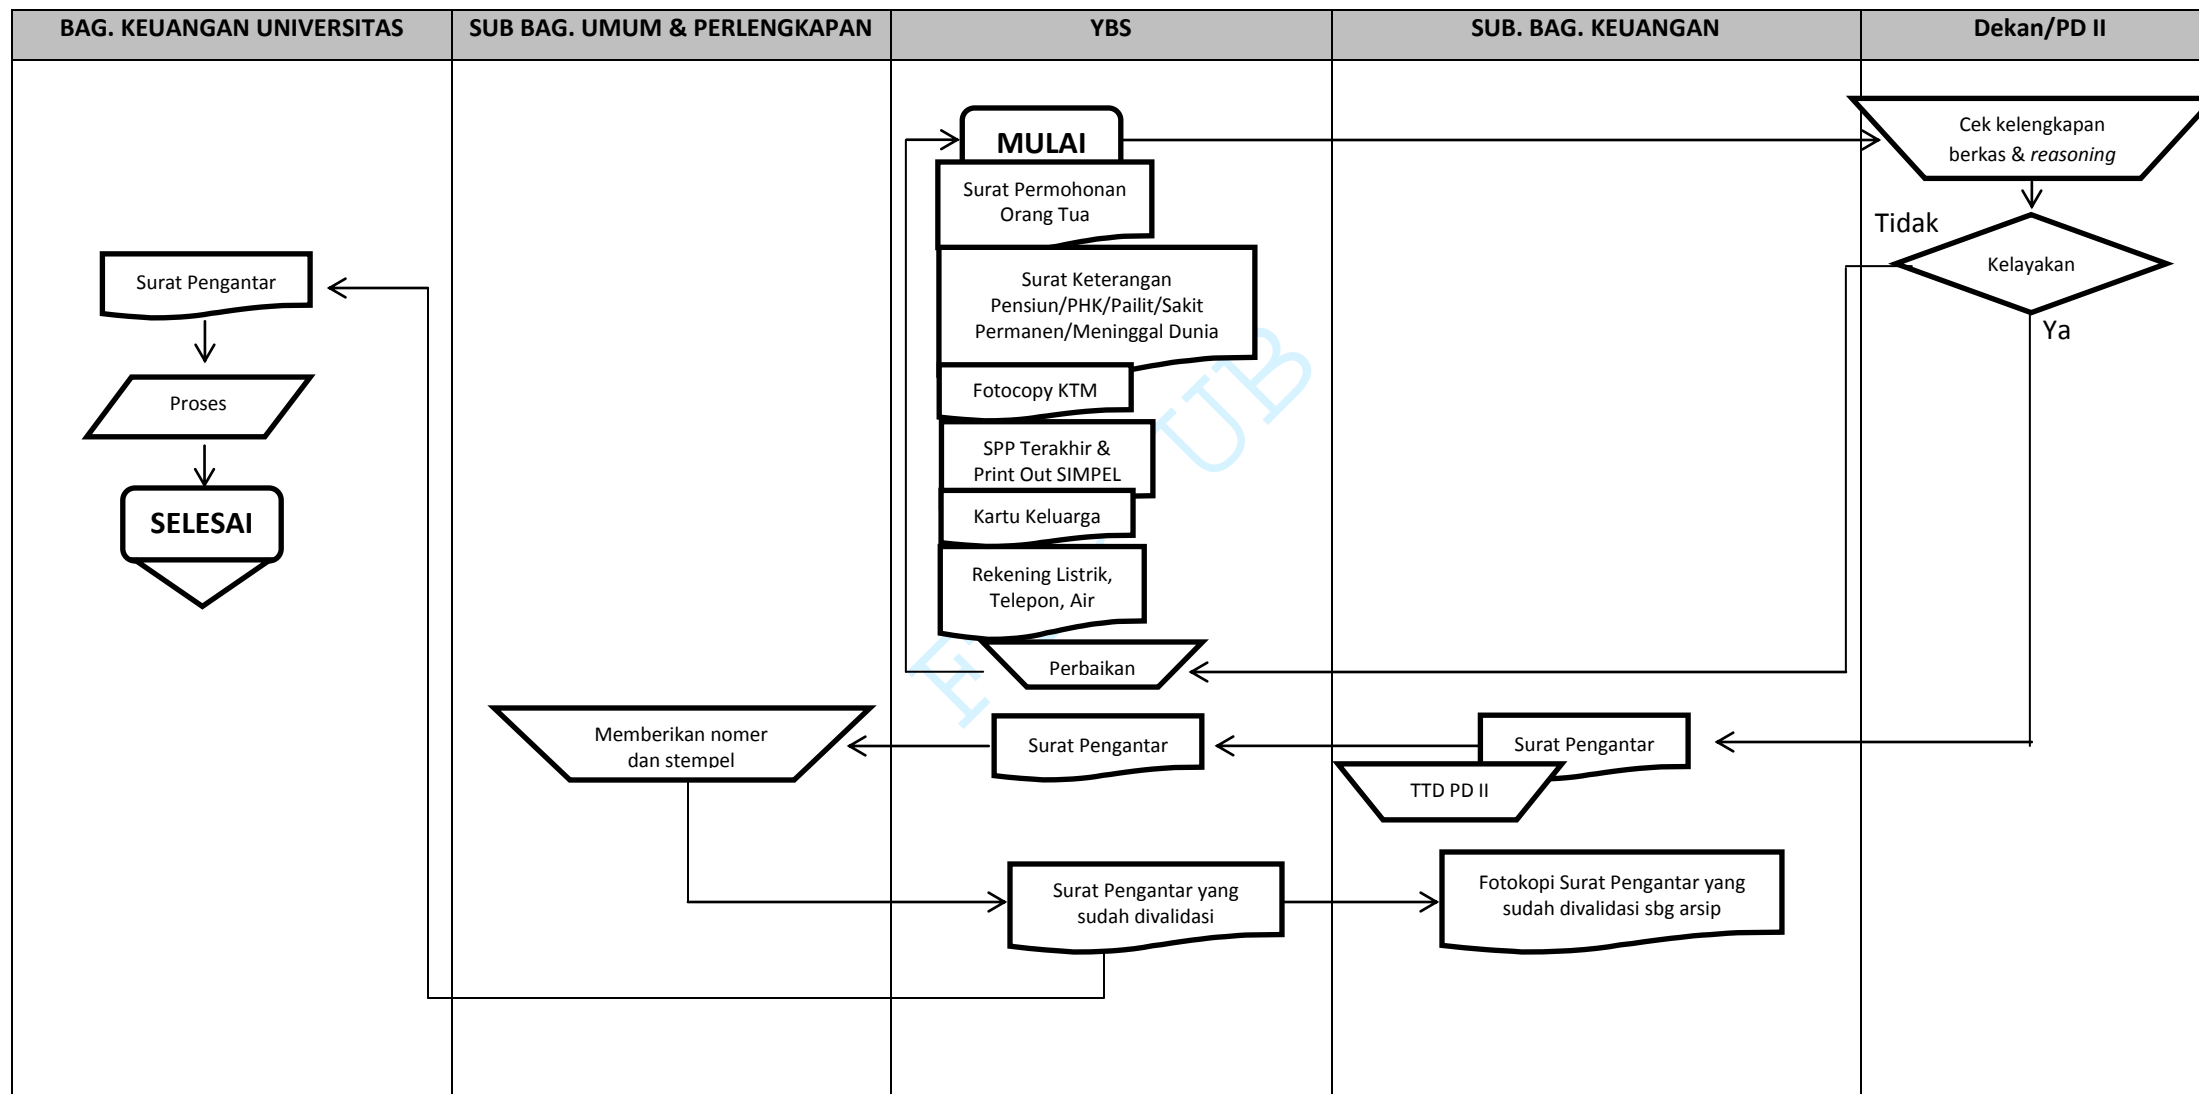 BAG. KEUANGAN UNIVERSITAS
SUB BAG. UMUM & PERLENGKAPAN
YBS
SUB. BAG. KEUANGAN
Dekan/PD II
MULAI
Surat Permohonan
Orang Tua
Surat Keterangan
Pensiun/PHK/Pailit/Sakit
Permanen/Meninggal Dunia
Fotocopy KTM
SPP Terakhir &
Print Out SIMPEL
Kartu Keluarga
Rekening Listrik,
Telepon, Air
Perbaikan
Cek kelengkapan
berkas & reasoning
Tidak
Kelayakan
Ya
Surat Pengantar
Proses
SELESAI
Memberikan nomer
dan stempel
Surat Pengantar
Surat Pengantar
TTD PD II
Surat Pengantar yang
sudah divalidasi
Fotokopi Surat Pengantar yang
sudah divalidasi sbg arsip
UB